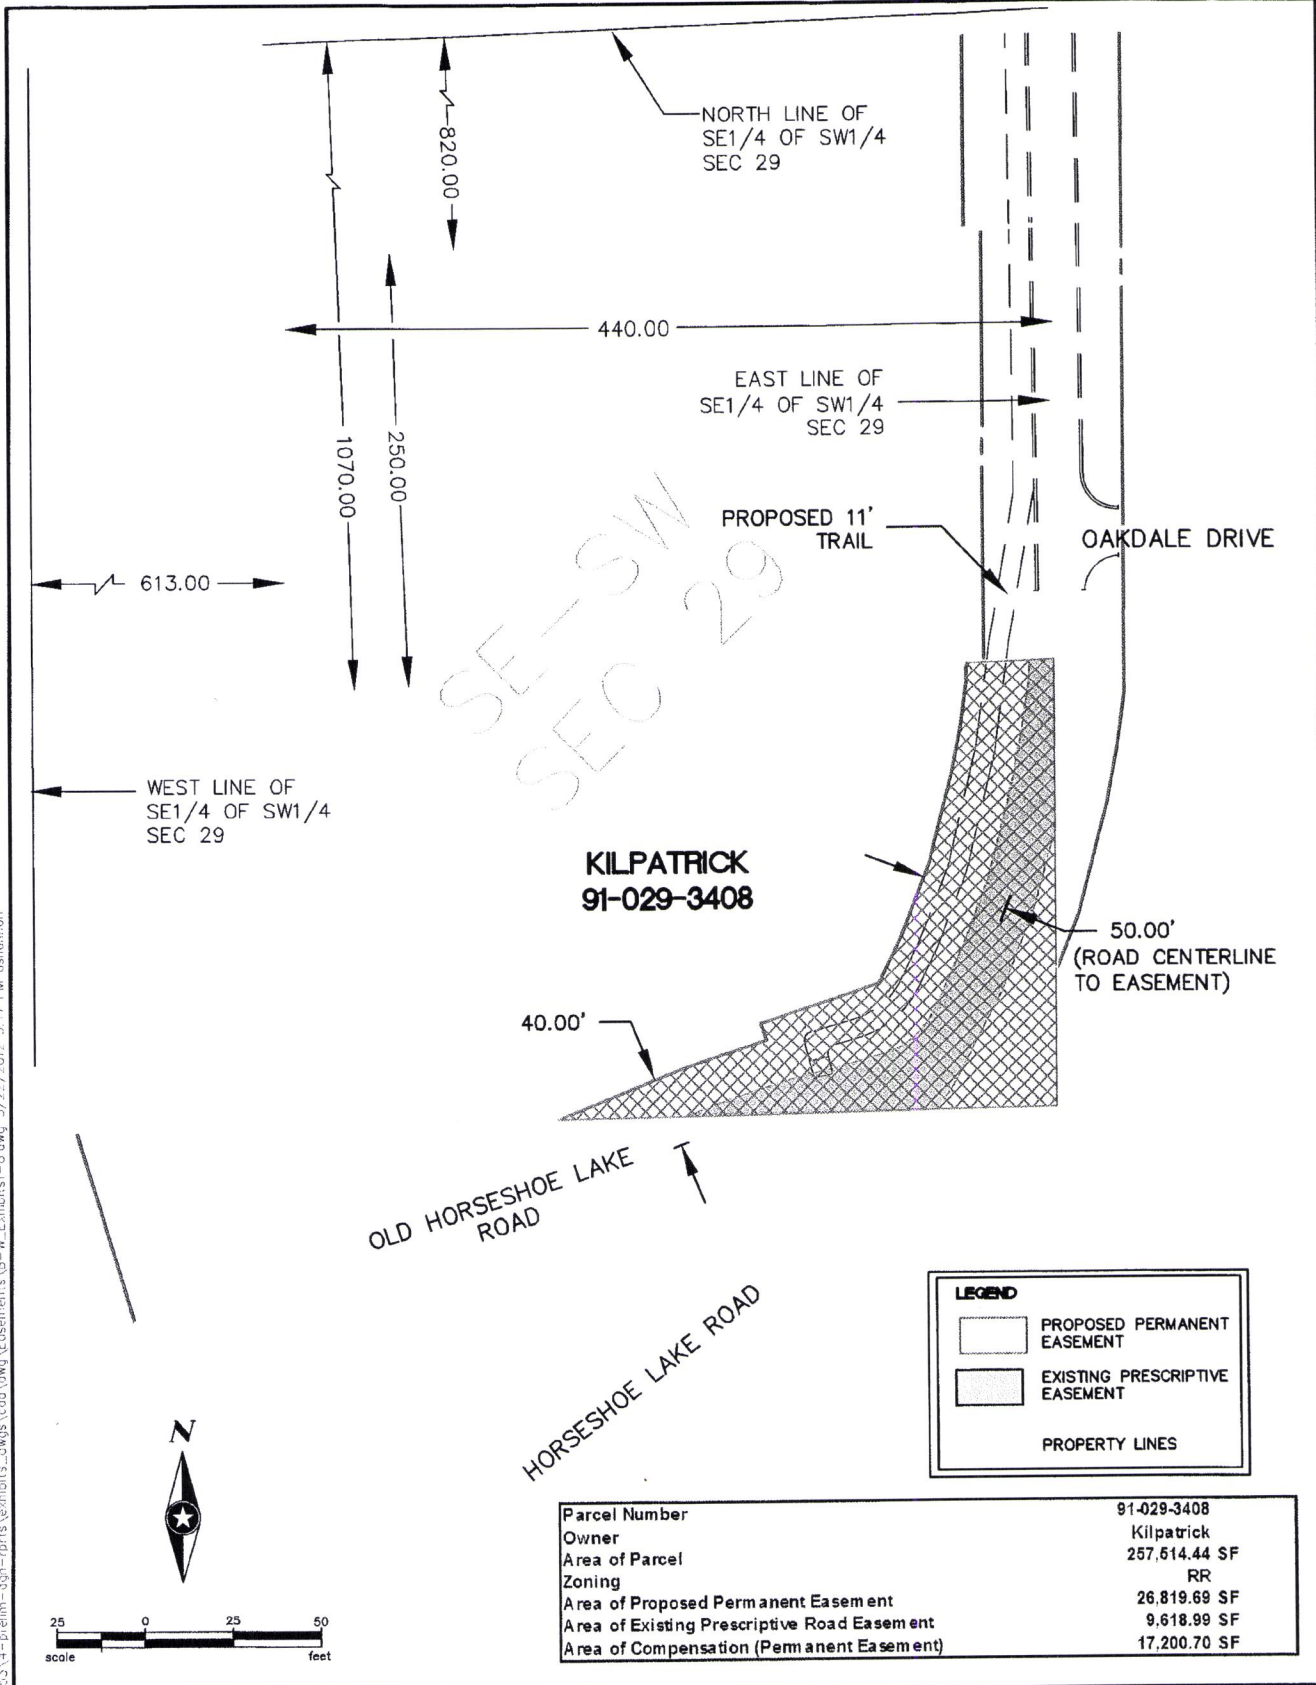 NORTH LINE OF
SE1/4 OF SW1/4
SEC 29
820.00
440.00
EAST LINE OF
SE1/4 OF SW1/4
SEC 29
1070.00
250.00
PROPOSED 11'
TRAIL
OAKDALE DRIVE
613.00
SE-SW
SEC 29
WEST LINE OF
SE1/4 OF SW1/4
SEC 29
KILPATRICK
91-029-3408
50.00'
(ROAD CENTERLINE
TO EASEMENT)
40.00'
OLD HORSESHOE LAKE
ROAD
HORSESHOE LAKE ROAD
LEGEND
PROPOSED PERMANENT
EASEMENT
EXISTING PRESCRIPTIVE
EASEMENT
PROPERTY LINES
N
25 0 25 50
scale feet
Parcel Number 91-029-3408
Owner Kilpatrick
Area of Parcel 257,514.44 SF
Zoning RR
Area of Proposed Permanent Easement 26,819.69 SF
Area of Existing Prescriptive Road Easement 9,618.99 SF
Area of Compensation (Permanent Easement) 17,200.70 SF